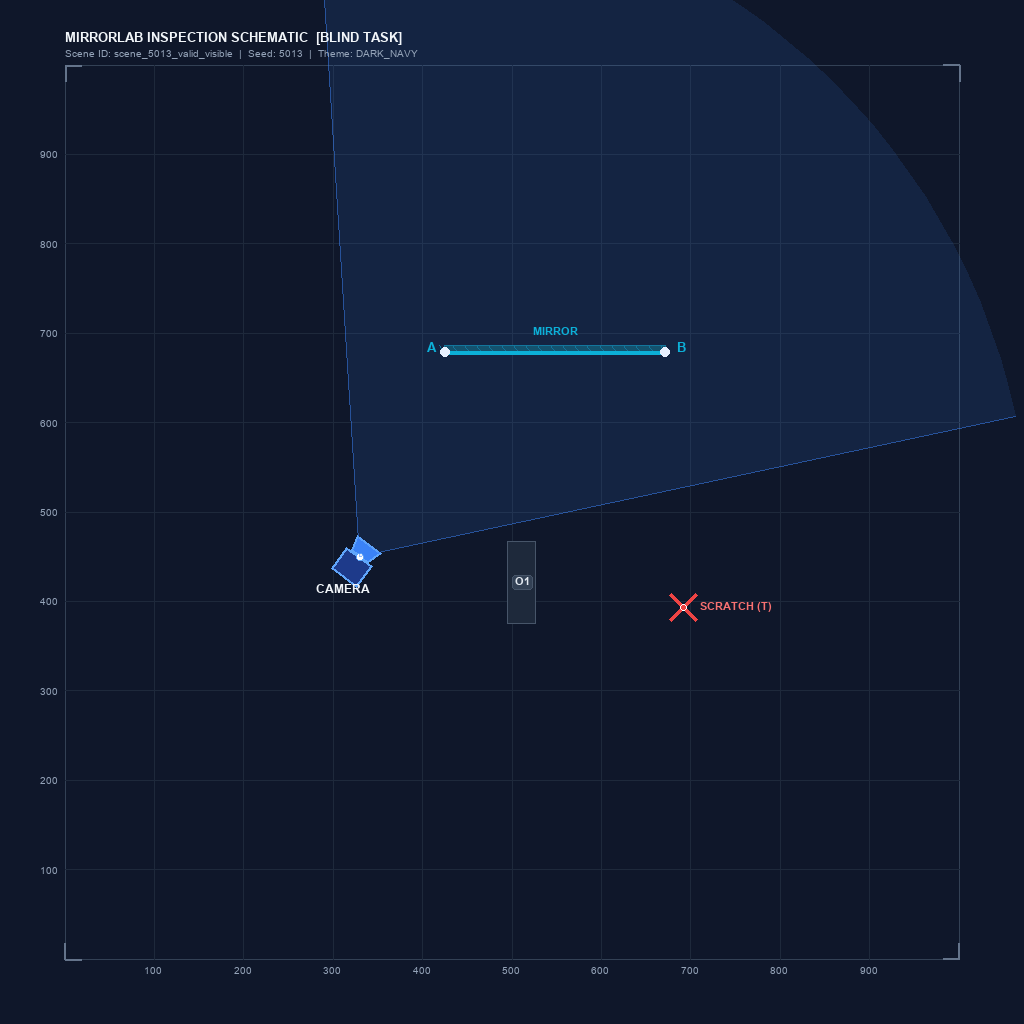 MIRRORLAB INSPECTION SCHEMATIC  [BLIND TASK]
Scene ID: scene_5013_valid_visible  |  Seed: 5013  |  Theme: DARK_NAVY
900
800
700
600
500
400
300
200
100
MIRROR
A
B
CAMERA
O1
SCRATCH (T)
100 200 300 400 500 600 700 800 900